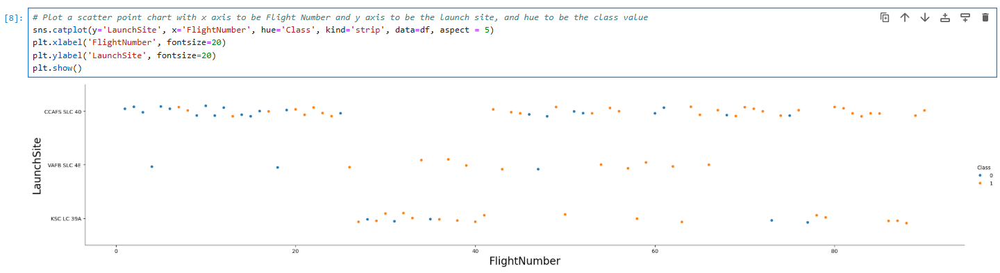 [8]:
# Plot a scatter point chart with x axis to be Flight Number and y axis to be the launch site, and hue to be the class value
sns.catplot(y='LaunchSite', x='FlightNumber', hue='Class', kind='strip', data=df, aspect = 5)
plt.xlabel('FlightNumber', fontsize=20)
plt.ylabel('LaunchSite', fontsize=20)
plt.show()
LaunchSite
CCAFS SLC 40
VAFB SLC 4E
KSC LC 39A
Class
0
1
0 20 40 60 80
FlightNumber